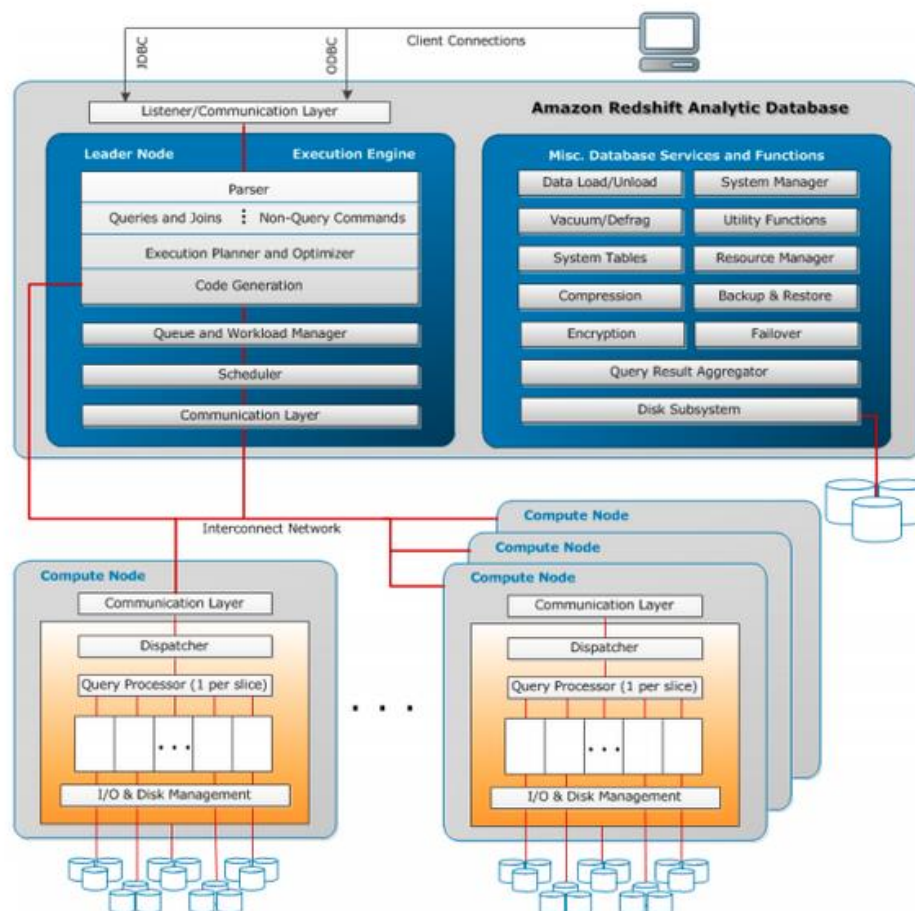 Client Connections
JDBC
ODBC
Listener/Communication Layer
Amazon Redshift Analytic Database
Leader Node
Execution Engine
Parser
Queries and Joins
Non-Query Commands
Execution Planner and Optimizer
Code Generation
Queue and Workload Manager
Scheduler
Communication Layer
Misc. Database Services and Functions
Data Load/Unload
System Manager
Vacuum/Defrag
Utility Functions
System Tables
Resource Manager
Compression
Backup & Restore
Encryption
Failover
Query Result Aggregator
Disk Subsystem
Interconnect Network
Compute Node
Communication Layer
Dispatcher
Query Processor (1 per slice)
. . .
I/O & Disk Management
. . .
Compute Node
Compute Node
Compute Node
Communication Layer
Dispatcher
Query Processor (1 per slice)
. . .
I/O & Disk Management